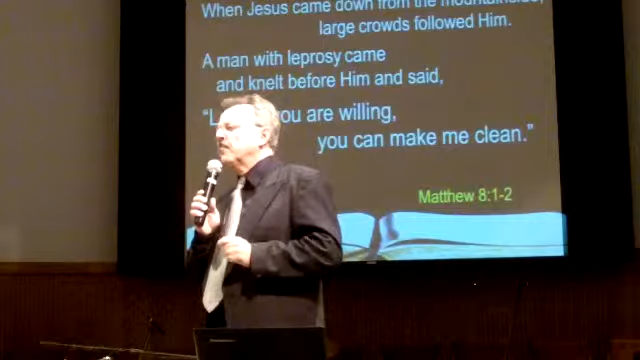 When Jesus came down from the mountainside,
large crowds followed Him.
A man with leprosy came
and knelt before Him and said,
you are willing,
you can make me clean.”
Matthew 8:1-2